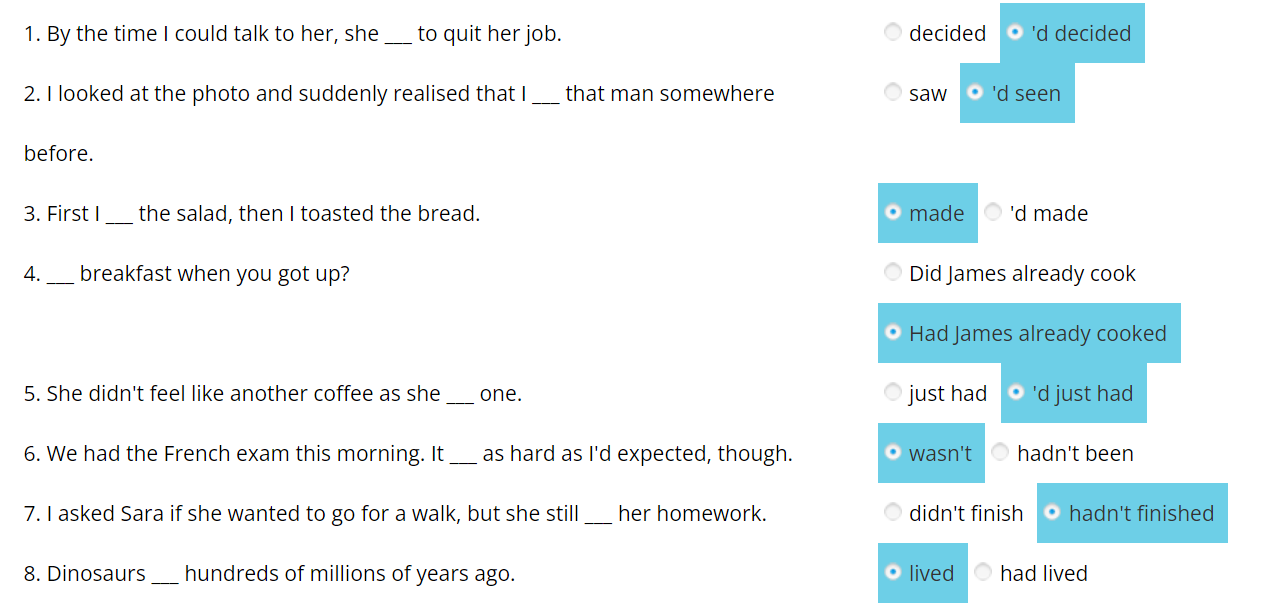 1. By the time I could talk to her, she ___ to quit her job. decided 'd decided
2. I looked at the photo and suddenly realised that I ___ that man somewhere saw 'd seen
before.
3. First I ___ the salad, then I toasted the bread. made 'd made
4. ___ breakfast when you got up? Did James already cook
Had James already cooked
5. She didn't feel like another coffee as she ___ one. just had 'd just had
6. We had the French exam this morning. It ___ as hard as I'd expected, though. wasn't hadn't been
7. I asked Sara if she wanted to go for a walk, but she still ___ her homework. didn't finish hadn't finished
8. Dinosaurs ___ hundreds of millions of years ago. lived had lived